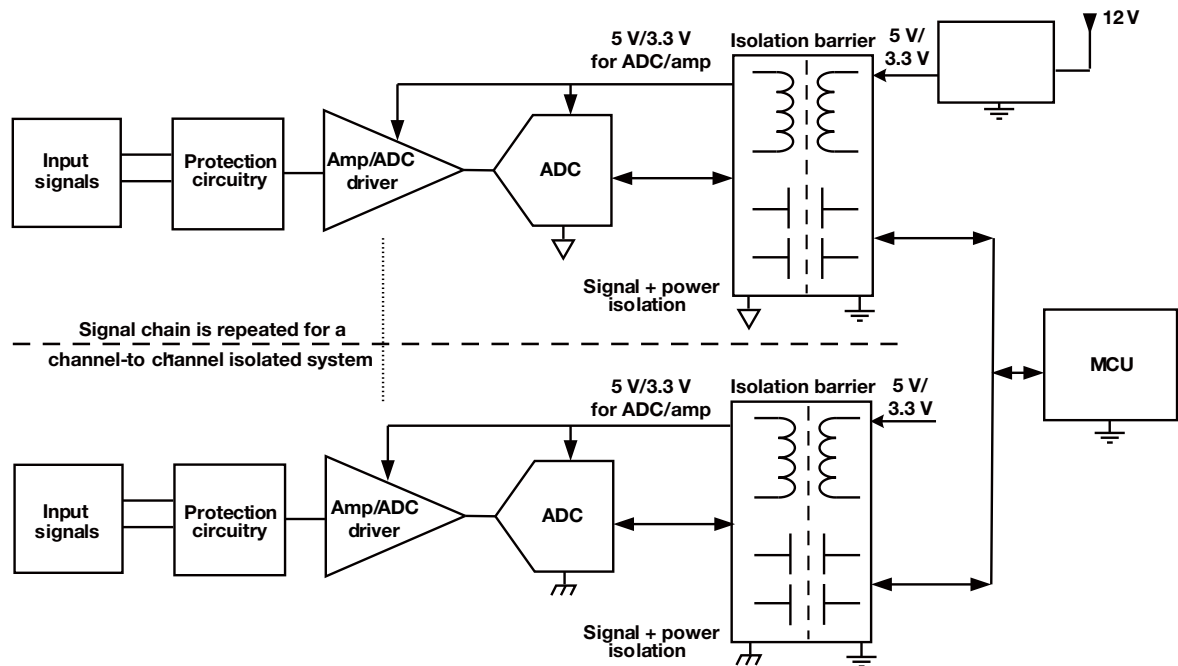 12 V
5 V/3.3 V
for ADC/amp
Isolation barrier
5 V/
3.3 V
Input
signals
Protection
circuitry
Amp/ADC
driver
ADC
Signal + power
isolation
Signal chain is repeated for a
channel-to channel isolated system
MCU
5 V/3.3 V
for ADC/amp
Isolation barrier
5 V/
3.3 V
Input
signals
Protection
circuitry
Amp/ADC
driver
ADC
Signal + power
isolation